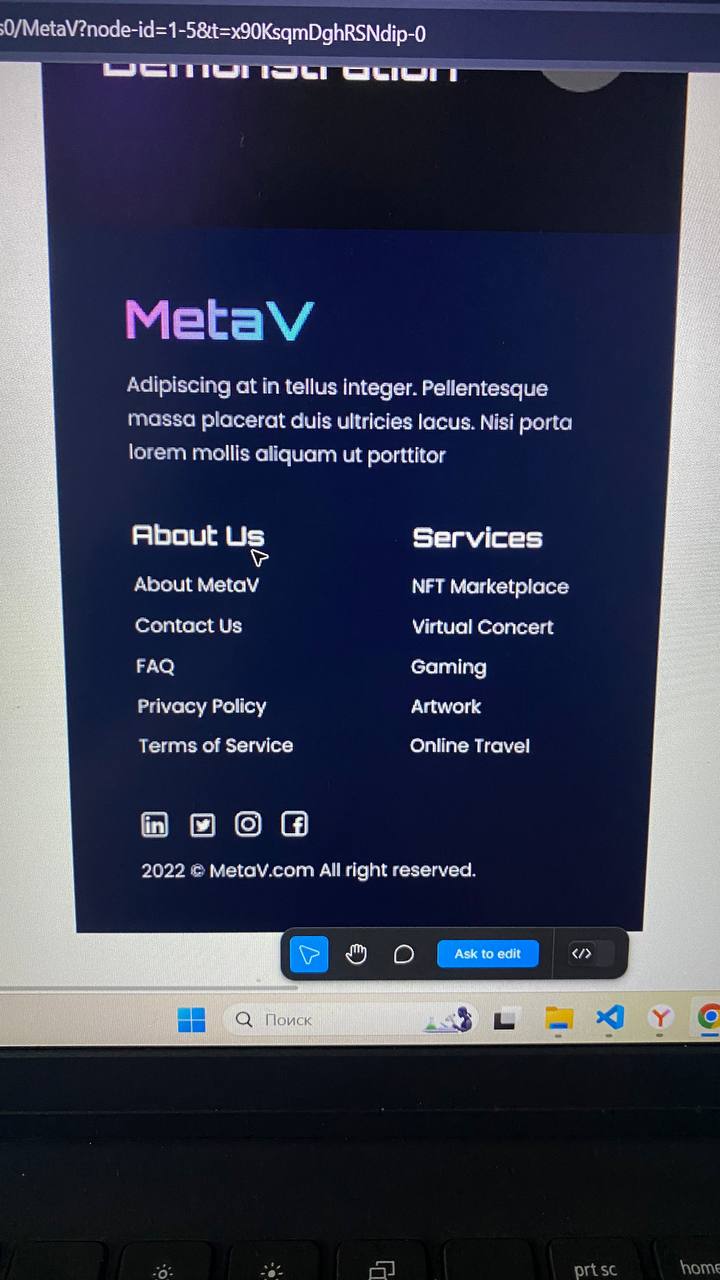 s0/MetaV?node-id=1-5&t=x90KsqmDghRSNdip-0
Demonstration
MetaV
Adipiscing at in tellus integer. Pellentesque
massa placerat duis ultricies lacus. Nisi porta
lorem mollis aliquam ut porttitor
About Us
About MetaV
Contact Us
FAQ
Privacy Policy
Terms of Service
Services
NFT Marketplace
Virtual Concert
Gaming
Artwork
Online Travel
in
2022 © MetaV.com All right reserved.
Ask to edit
Поиск
prt sc
home